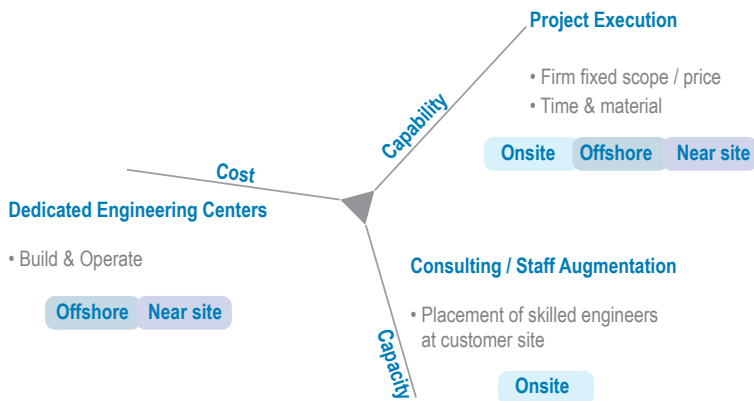 Project Execution
• Firm fixed scope / price
• Time & material
Onsite Offshore Near site
Capability
Cost
Dedicated Engineering Centers
• Build & Operate
Offshore Near site
Consulting / Staff Augmentation
• Placement of skilled engineers
at customer site
Onsite
Capacity